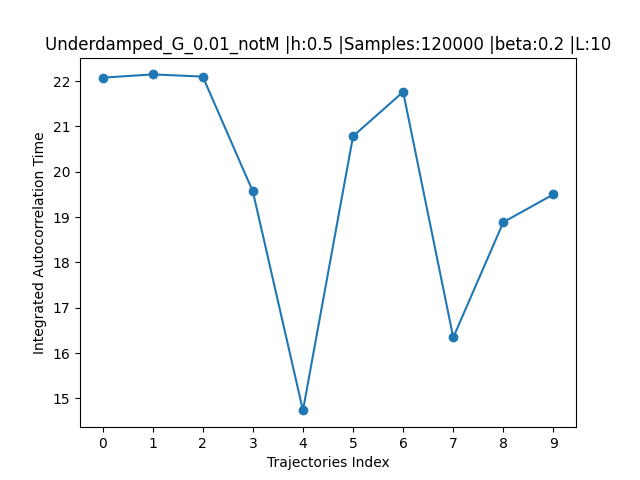 Underdamped_G_0.01_notM |h:0.5 |Samples:120000 |beta:0.2 |L:10
22
21
20
19
18
17
16
15
Integrated Autocorrelation Time
0 1 2 3 4 5 6 7 8 9
Trajectories Index